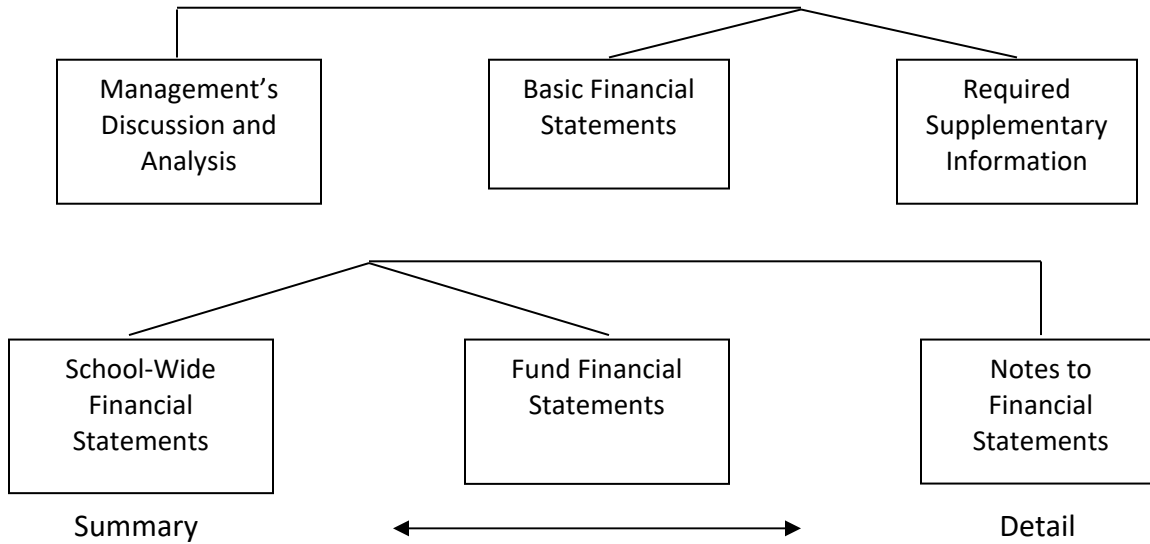 Management’s
Discussion and
Analysis
Basic Financial
Statements
Required
Supplementary
Information
School-Wide
Financial
Statements
Fund Financial
Statements
Notes to
Financial
Statements
Summary
Detail